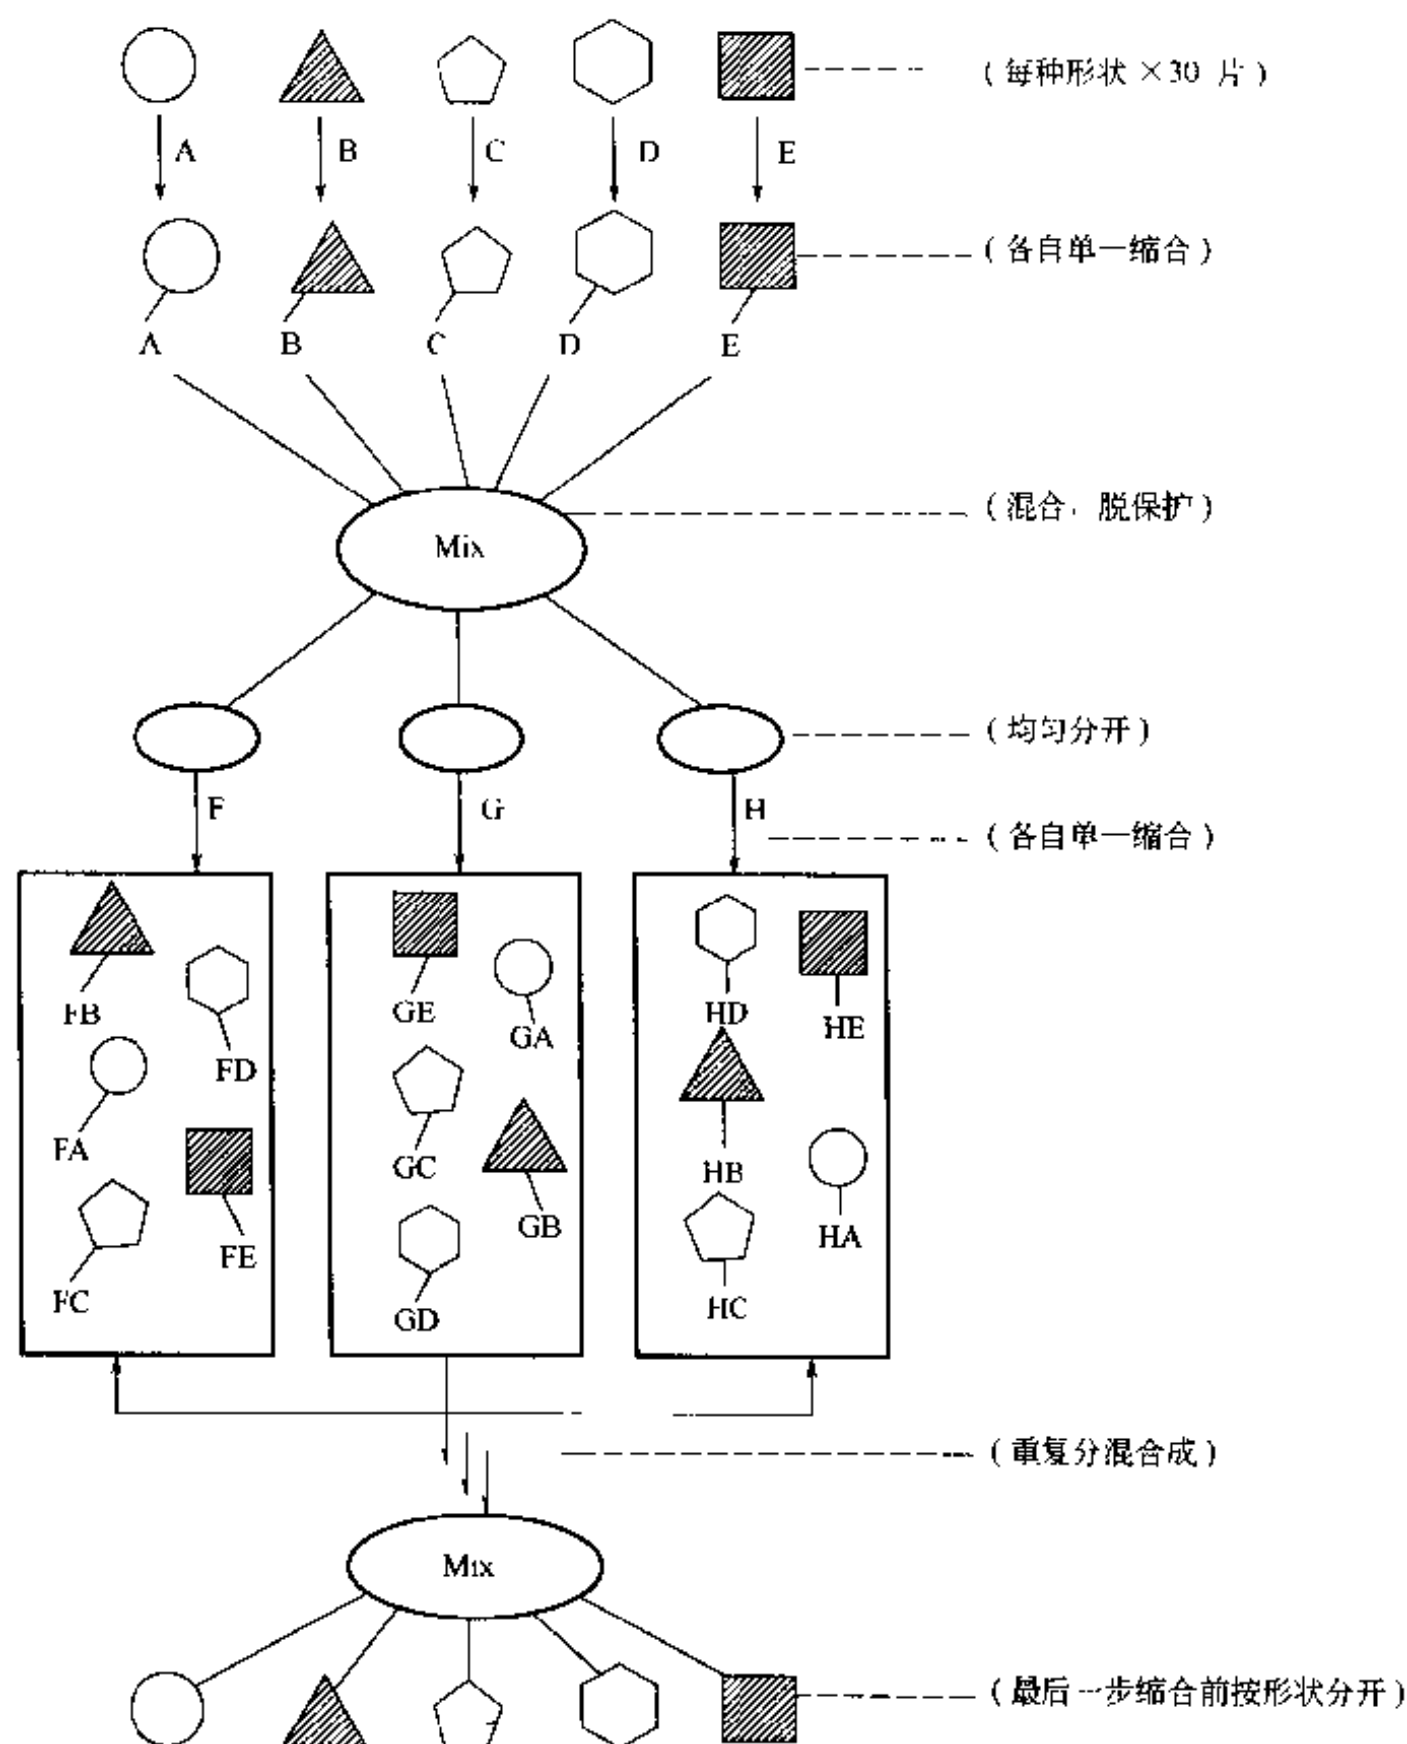 (每种形状×30 片)
A B C D E
(各自单一缩合)
A B C D E
(混合，脱保护)
Mix
(均匀分开)
F G H
(各自单一缩合)
FB
FD
FA
FE
FC
GE
GA
GC
GB
GD
HD
HE
HB
HA
HC
(重复分混合成)
Mix
(最后一步缩合前按形状分开)